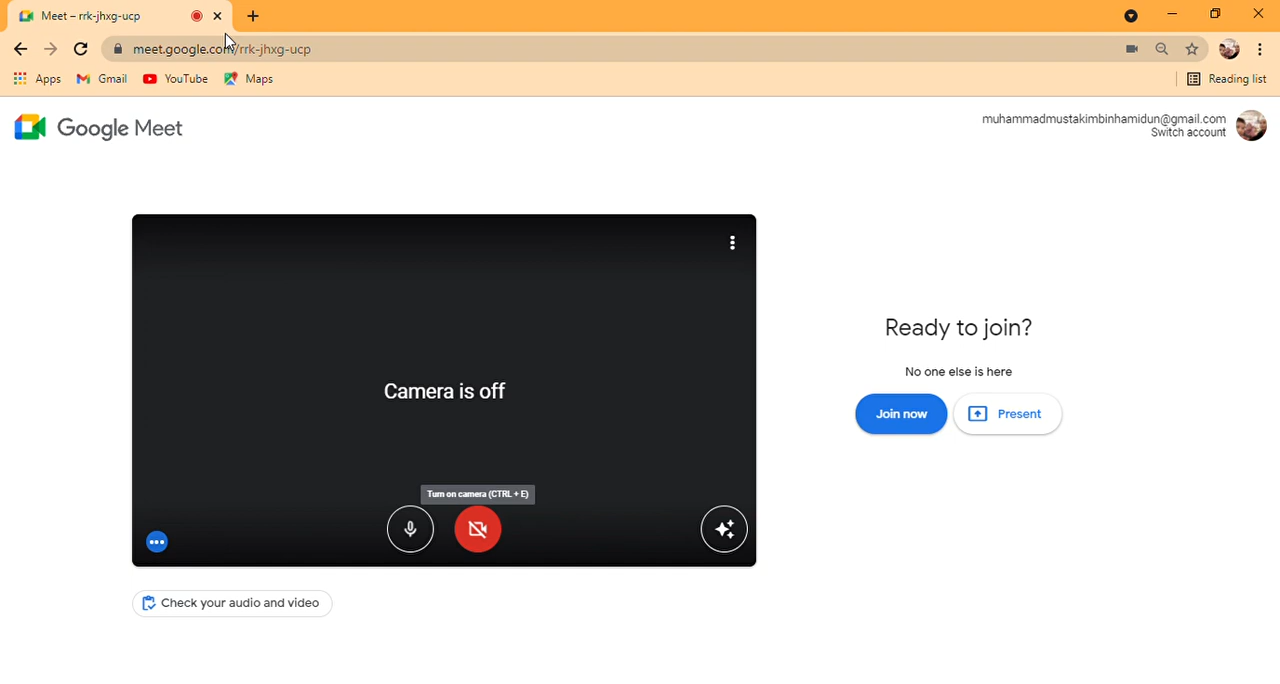 Meet – rrk-jhxg-ucp
meet.google.com/rrk-jhxg-ucp
Apps Gmail YouTube Maps Reading list
Google Meet
muhammadmustakimbinhamidun@gmail.com
Switch account
Camera is off
Ready to join?
No one else is here
Join now Present
Turn on camera (CTRL + E)
Check your audio and video